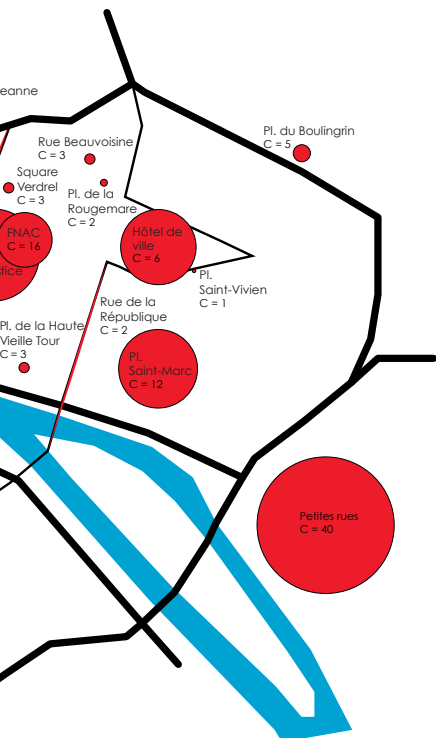 eanne
Pl. du Boulingrin
C = 5
Rue Beauvoisine
C = 3
Square
Verdrel
C = 3
Pl. de la
Rougemare
C = 2
FNAC
C = 16
stice
Hôtel de
ville
C = 6
Pl.
Saint-Vivien
C = 1
Rue de la
République
C = 2
Pl. de la Haute
Vieille Tour
C = 3
Pl.
Saint-Marc
C = 12
Petites rues
C = 40